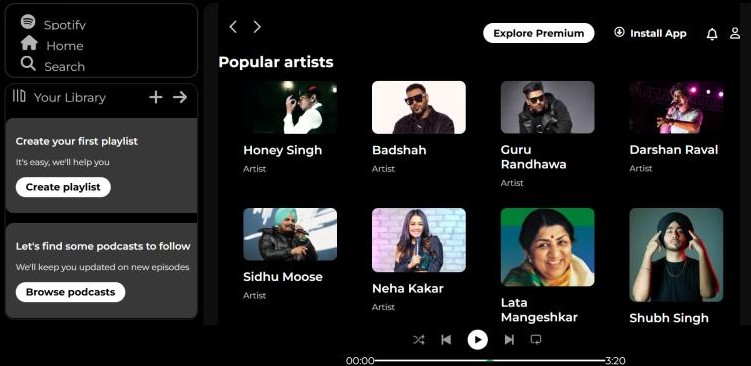 Spotify
Home
Search
Your Library
Create your first playlist
It's easy, we'll help you
Create playlist
Let's find some podcasts to follow
We'll keep you updated on new episodes
Browse podcasts
Explore Premium
Install App
Popular artists
Honey Singh
Artist
Badshah
Artist
Guru
Randhawa
Artist
Darshan Raval
Artist
Sidhu Moose
Artist
Neha Kakar
Artist
Lata
Mangeshkar
Shubh Singh
00:00
3:20